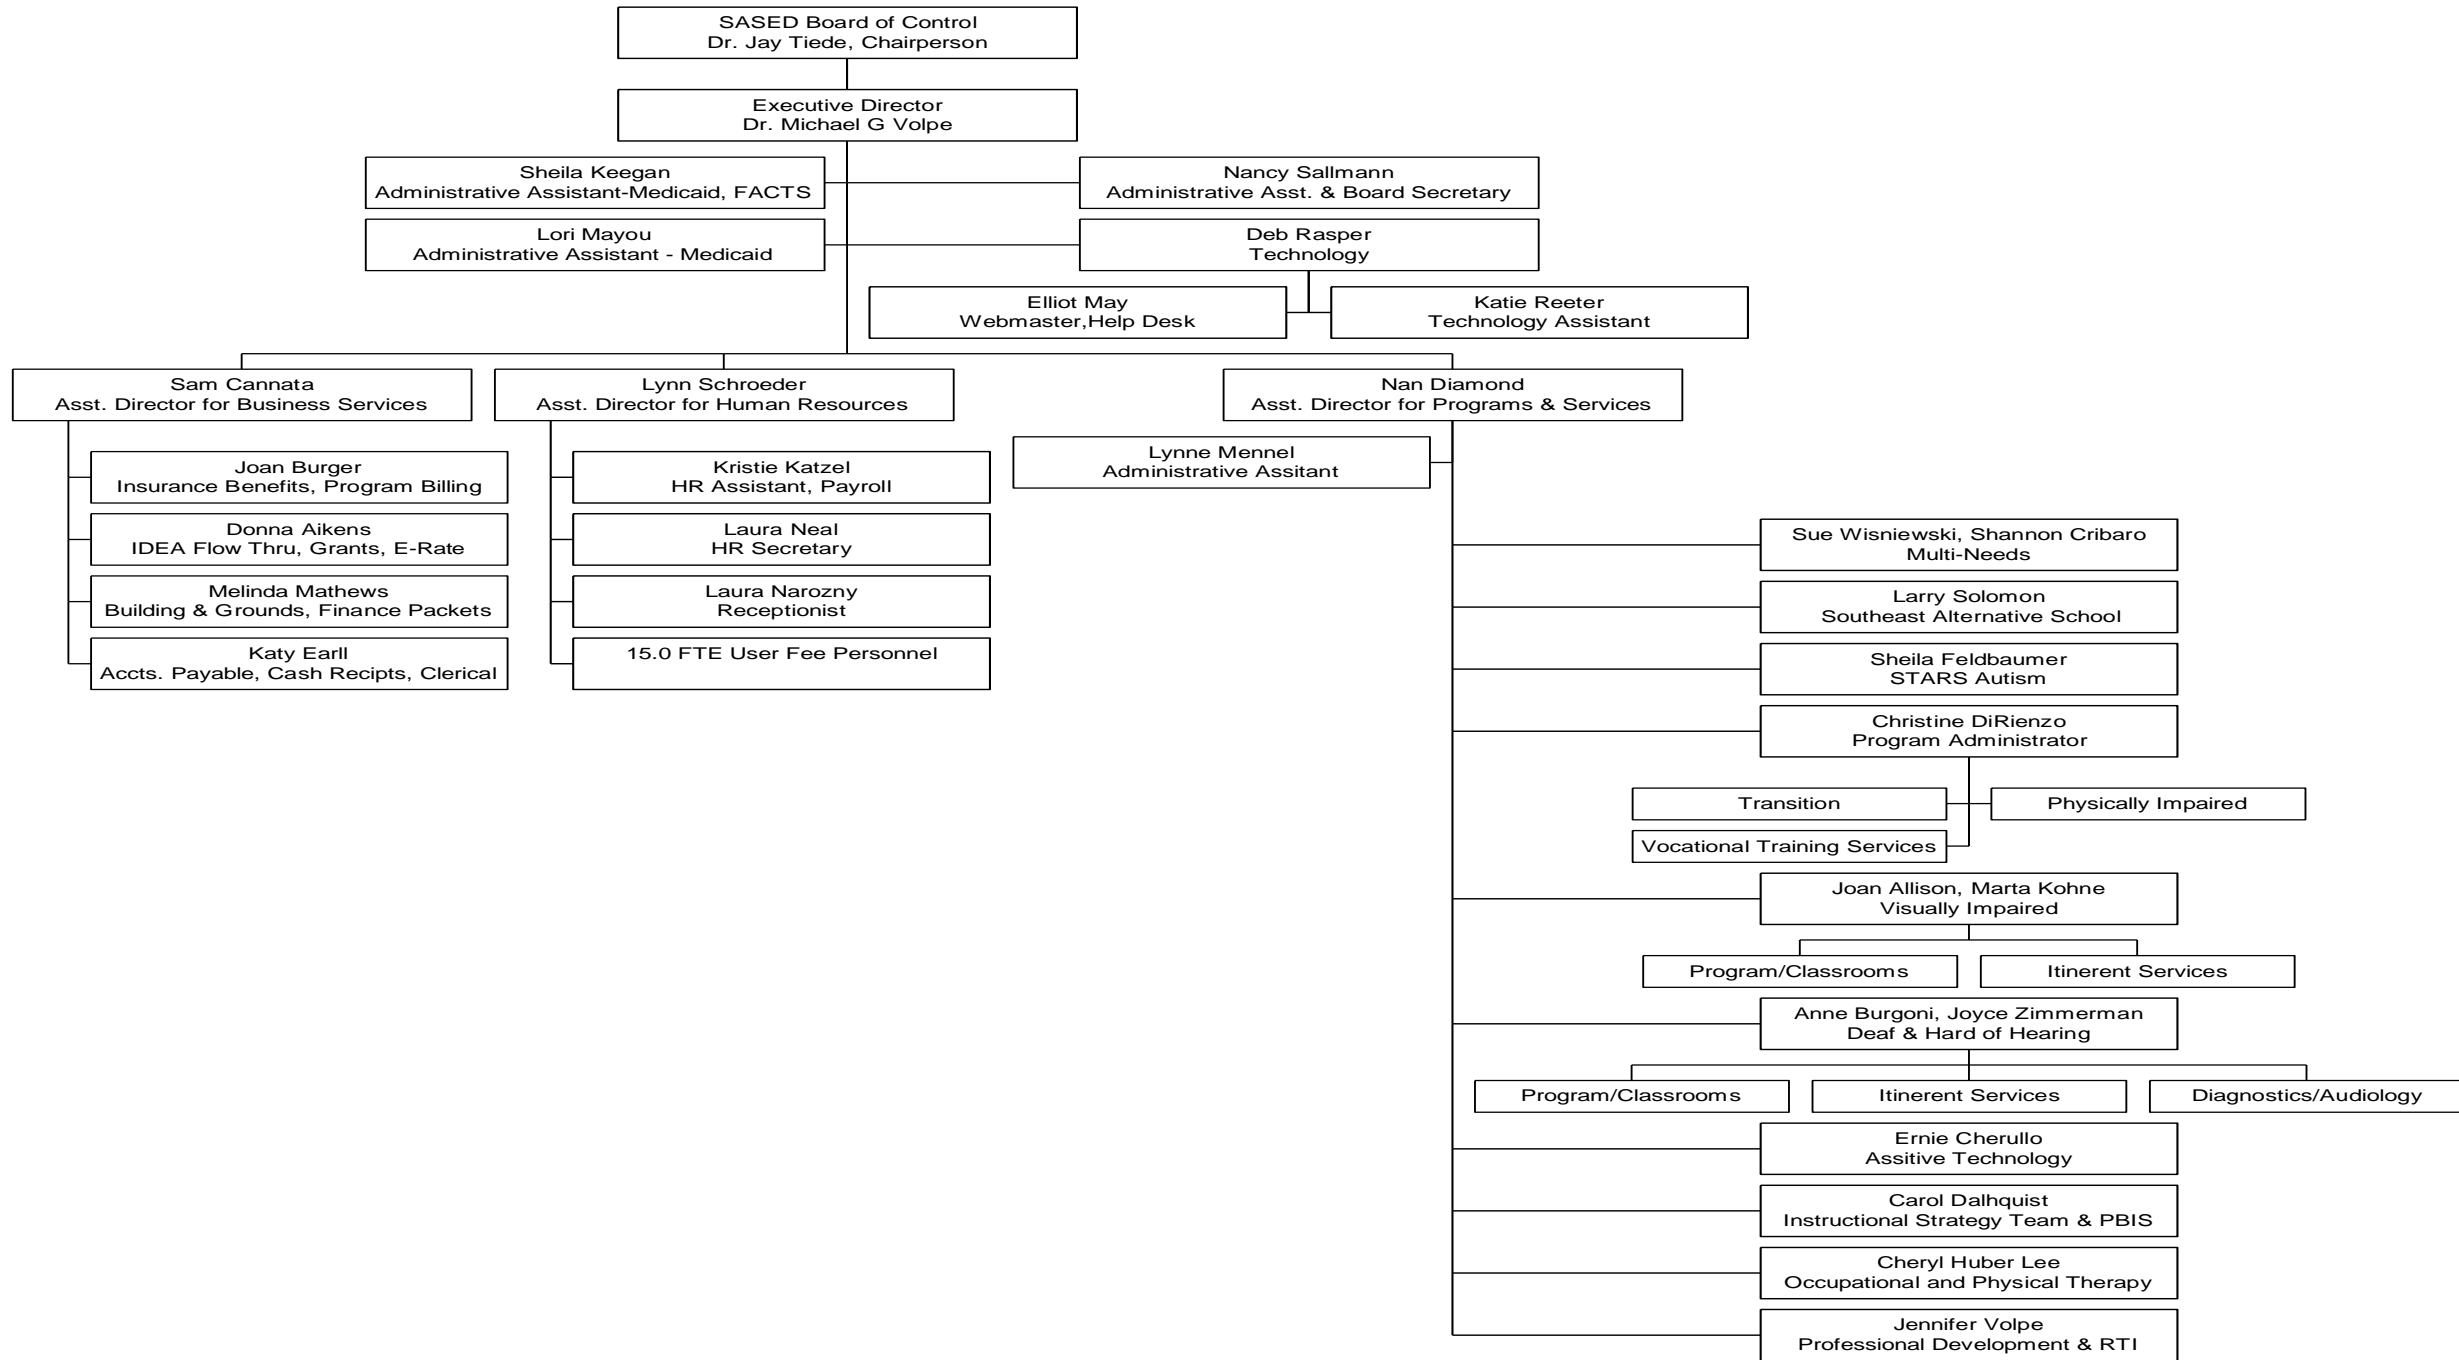 SASED Board of Control
Dr. Jay Tiede, Chairperson
Executive Director
Dr. Michael G Volpe
Sheila Keegan
Administrative Assistant-Medicaid, FACTS
Nancy Sallmann
Administrative Asst. & Board Secretary
Lori Mayou
Administrative Assistant - Medicaid
Deb Rasper
Technology
Elliot May
Webmaster,Help Desk
Katie Reeter
Technology Assistant
Sam Cannata
Asst. Director for Business Services
Joan Burger
Insurance Benefits, Program Billing
Donna Aikens
IDEA Flow Thru, Grants, E-Rate
Melinda Mathews
Building & Grounds, Finance Packets
Katy Earll
Accts. Payable, Cash Recipts, Clerical
Lynn Schroeder
Asst. Director for Human Resources
Kristie Katzel
HR Assistant, Payroll
Laura Neal
HR Secretary
Laura Narozny
Receptionist
15.0 FTE User Fee Personnel
Nan Diamond
Asst. Director for Programs & Services
Lynne Mennel
Administrative Assitant
Sue Wisniewski, Shannon Cribaro
Multi-Needs
Larry Solomon
Southeast Alternative School
Sheila Feldbaumer
STARS Autism
Christine DiRienzo
Program Administrator
Transition
Physically Impaired
Vocational Training Services
Joan Allison, Marta Kohne
Visually Impaired
Program/Classrooms
Itinerent Services
Anne Burgoni, Joyce Zimmerman
Deaf & Hard of Hearing
Program/Classrooms
Itinerent Services
Diagnostics/Audiology
Ernie Cherullo
Assitive Technology
Carol Dalhquist
Instructional Strategy Team & PBIS
Cheryl Huber Lee
Occupational and Physical Therapy
Jennifer Volpe
Professional Development & RTI